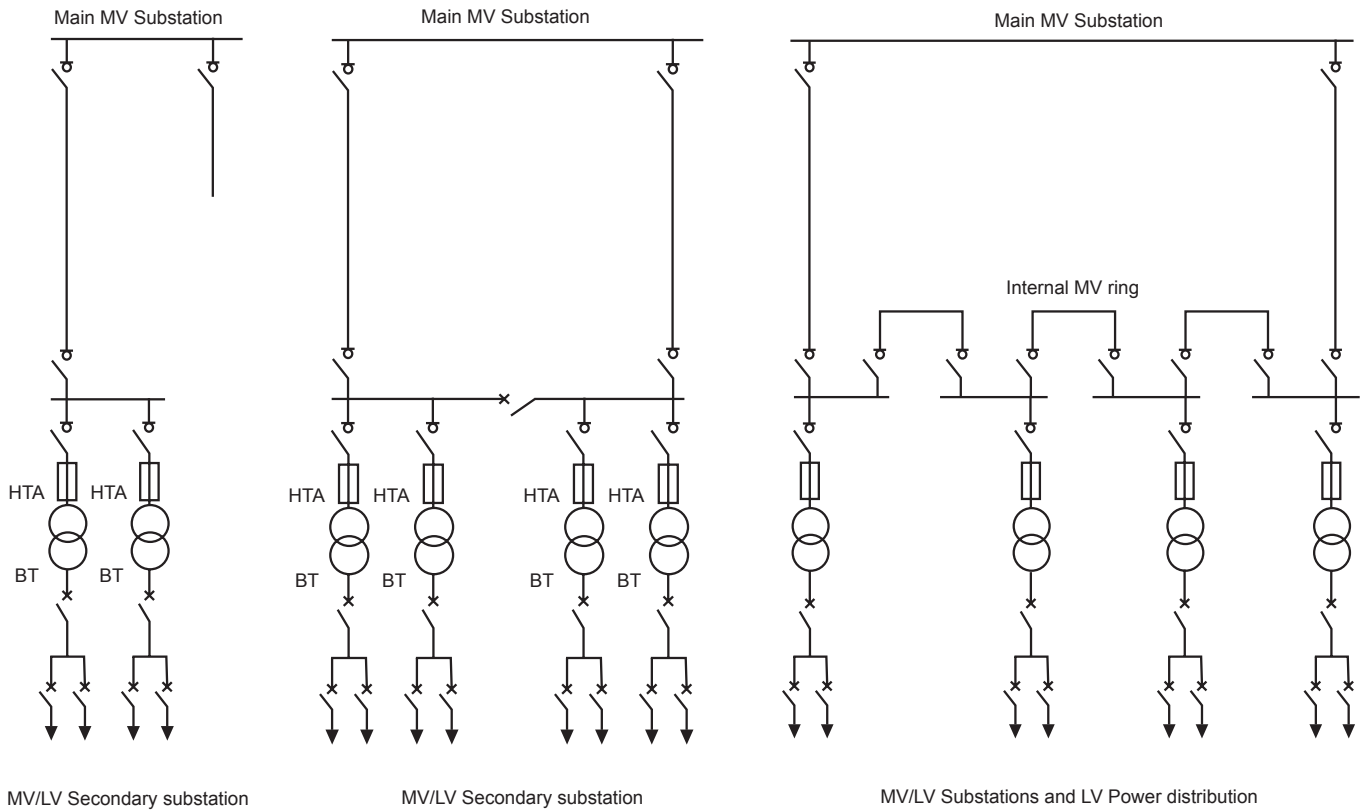 Main MV Substation
Main MV Substation
Main MV Substation
Internal MV ring
HTA
HTA
HTA
HTA
HTA
HTA
BT
BT
BT
BT
BT
BT
MV/LV Secondary substation
MV/LV Secondary substation
MV/LV Substations and LV Power distribution